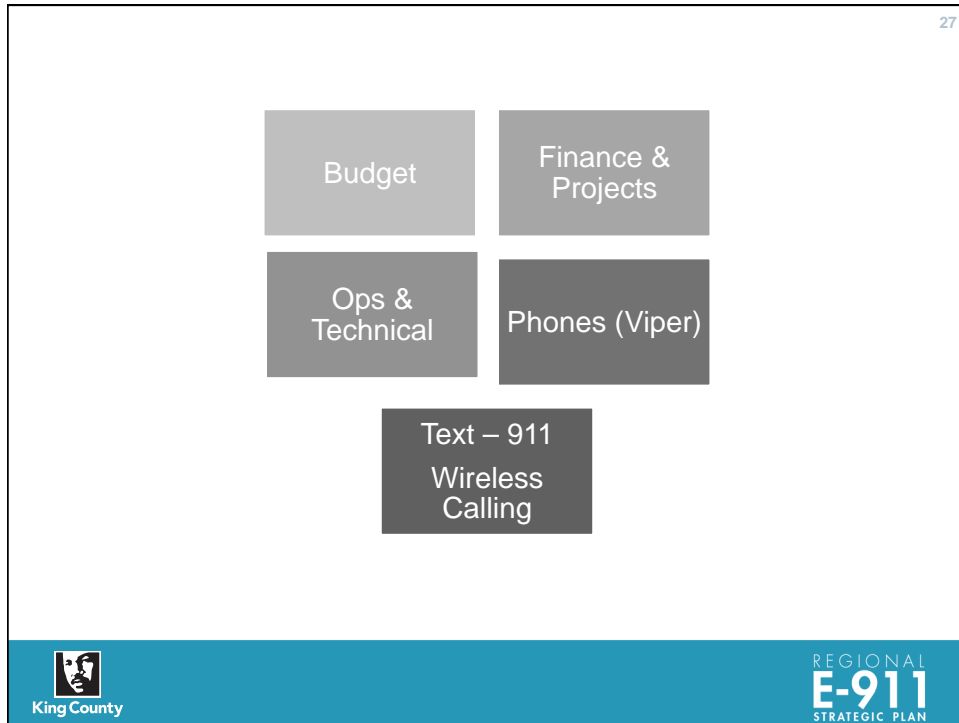 27
Budget
Finance &
Projects
Ops &
Technical
Phones (Viper)
Text – 911
Wireless
Calling
King County
REGIONAL
E-911
STRATEGIC PLAN